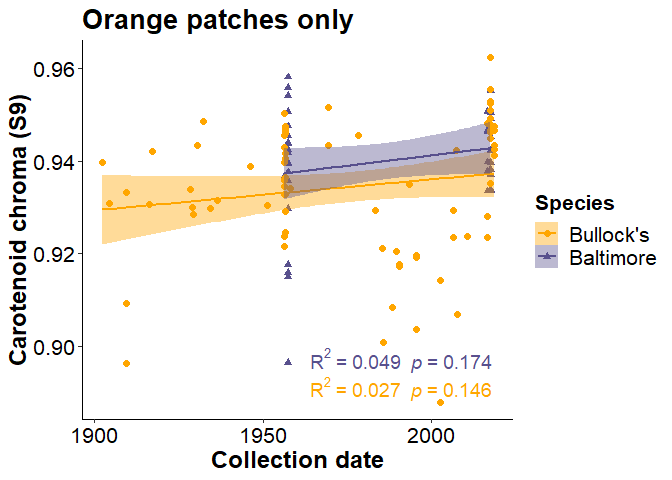 Orange patches only
Carotenoid chroma (S9)
0.96
0.94
0.92
0.90
1900
1950
2000
Collection date
R² = 0.049 p = 0.174
R² = 0.027 p = 0.146
Species
Bullock's
Baltimore